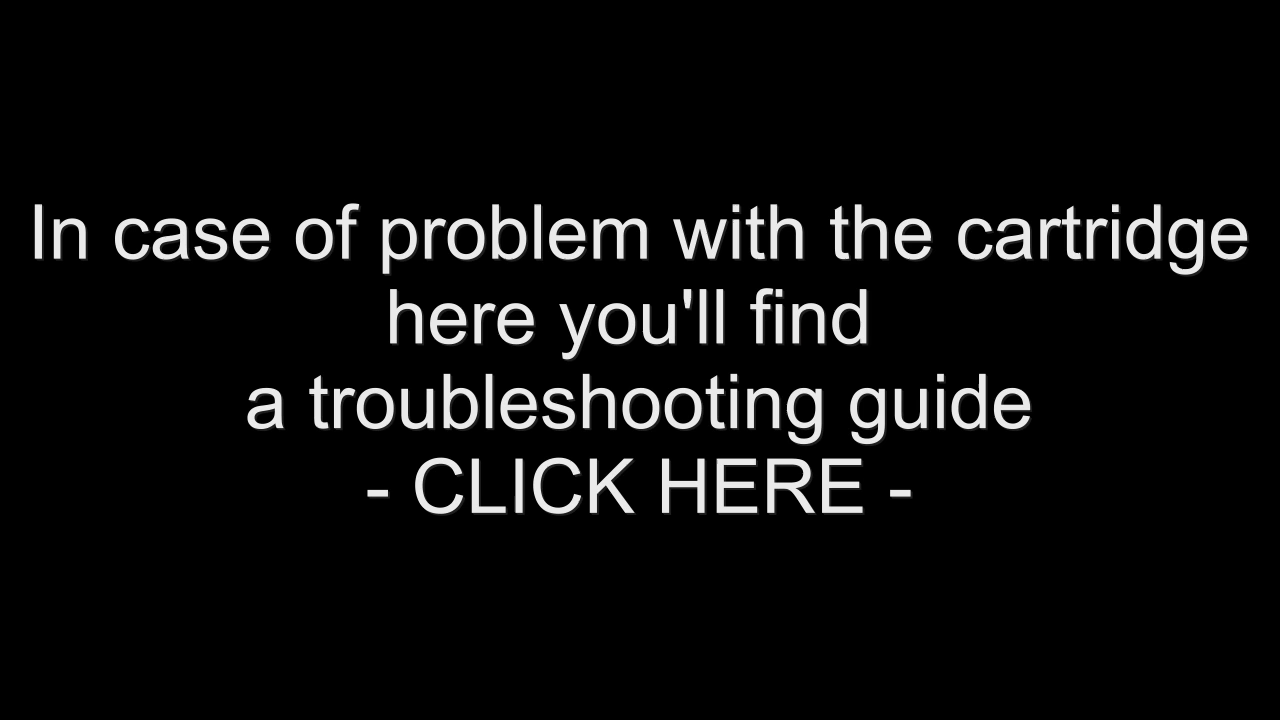 In case of problem with the cartridge
here you'll find
a troubleshooting guide
- CLICK HERE -